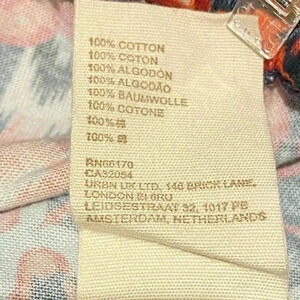 100% COTTON
100% COTON
100% ALGODÓN
100% ALGODÃO
100% BAUMWOLLE
100% COTONE
100% 棉
100% 綿
RN66170
CA32054
URBN UK LTD, 146 BRICK LANE,
LONDON E1 6RU
LEIDSESTRAAT 32, 1017 PB
AMSTERDAM, NETHERLANDS